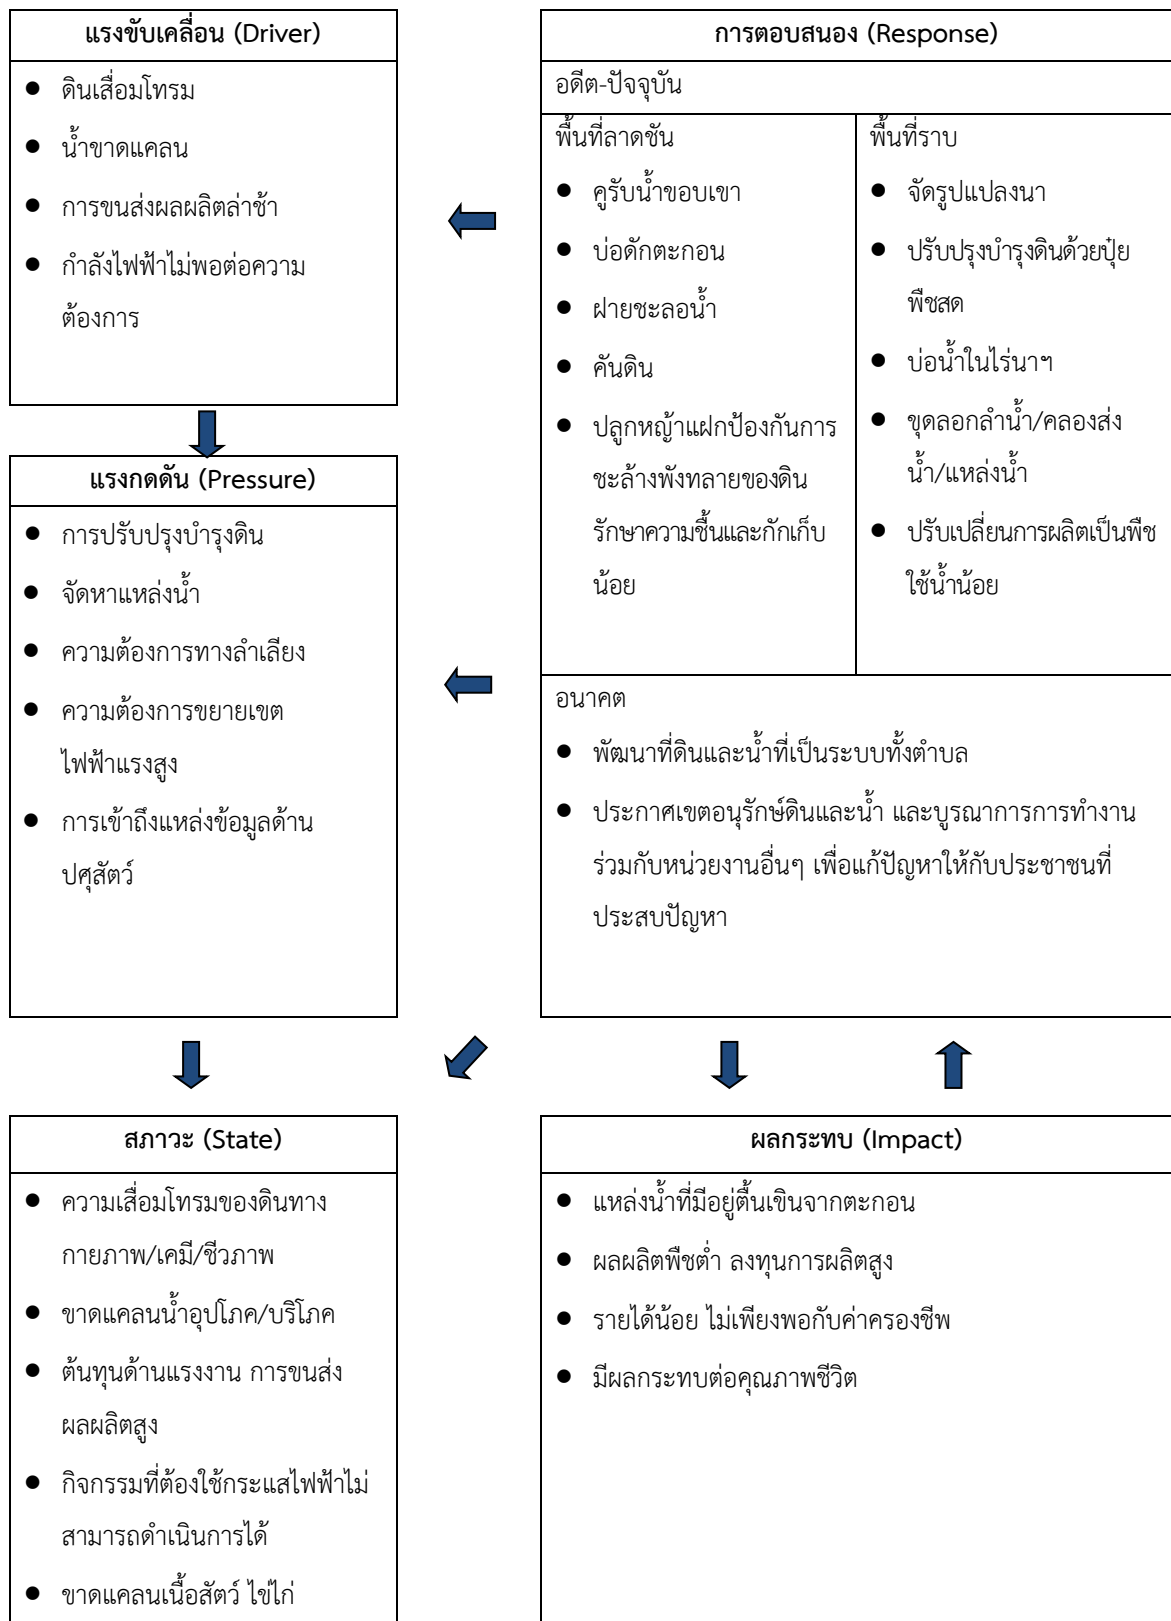 แรงขับเคลื่อน (Driver)
● ดินเสื่อมโทรม
● น้ำขาดแคลน
● การขนส่งผลผลิตล่าช้า
● กำลังไฟฟ้าไม่พอต่อความ
ต้องการ
แรงกดดัน (Pressure)
● การปรับปรุงบำรุงดิน
● จัดหาแหล่งน้ำ
● ความต้องการทางลำเลียง
● ความต้องการขยายเขต
ไฟฟ้าแรงสูง
● การเข้าถึงแหล่งข้อมูลด้าน
ปศุสัตว์
การตอบสนอง (Response)
อดีต-ปัจจุบัน
พื้นที่ลาดชัน
● คูรับน้ำขอบเขา
● บ่อดักตะกอน
● ฝายชะลอน้ำ
● คันดิน
● ปลูกหญ้าแฝกป้องกันการ
ชะล้างพังทลายของดิน
รักษาความชื้นและกักเก็บ
น้อย
พื้นที่ราบ
● จัดรูปแปลงนา
● ปรับปรุงบำรุงดินด้วยปุ๋ย
พืชสด
● บ่อน้ำในไร่นาฯ
● ขุดลอกลำน้ำ/คลองส่ง
น้ำ/แหล่งน้ำ
● ปรับเปลี่ยนการผลิตเป็นพืช
ใช้น้ำน้อย
อนาคต
● พัฒนาที่ดินและน้ำที่เป็นระบบทั้งตำบล
● ประกาศเขตอนุรักษ์ดินและน้ำ และบูรณาการการทำงาน
ร่วมกับหน่วยงานอื่นๆ เพื่อแก้ปัญหาให้กับประชาชนที่
ประสบปัญหา
สภาวะ (State)
● ความเสื่อมโทรมของดินทาง
กายภาพ/เคมี/ชีวภาพ
● ขาดแคลนน้ำอุปโภค/บริโภค
● ต้นทุนด้านแรงงาน การขนส่ง
ผลผลิตสูง
● กิจกรรมที่ต้องใช้กระแสไฟฟ้าไม่
สามารถดำเนินการได้
● ขาดแคลนเนื้อสัตว์ ไข่ไก่
ผลกระทบ (Impact)
● แหล่งน้ำที่มีอยู่ตื้นเขินจากตะกอน
● ผลผลิตพืชต่ำ ลงทุนการผลิตสูง
● รายได้น้อย ไม่เพียงพอกับค่าครองชีพ
● มีผลกระทบต่อคุณภาพชีวิต